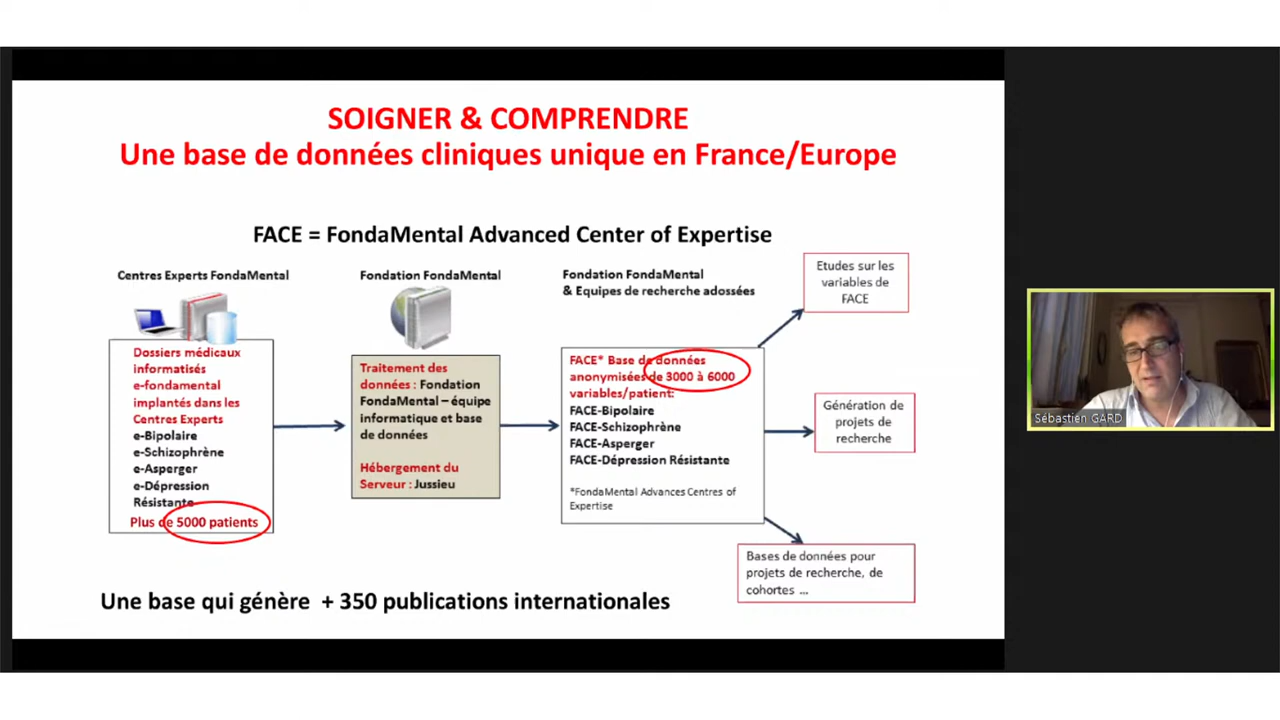 SOIGNER & COMPRENDRE
Une base de données cliniques unique en France/Europe
FACE = FondaMental Advanced Center of Expertise
Centres Experts FondaMental
Dossiers médicaux
informatisés
e-fondamental
implantés dans les
Centres Experts
e-Bipolaire
e-Schizophrène
e-Asperger
e-Dépression
Résistante
Plus de 5000 patients
Fondation FondaMental
Traitement des
données : Fondation
FondaMental – équipe
informatique et base
de données
Hébergement du
Serveur : Jussieu
Fondation FondaMental
& Equipes de recherche adossées
FACE* Base de données
anonymisées de 3000 à 6000
variables/patient:
FACE-Bipolaire
FACE-Schizophrène
FACE-Asperger
FACE-Dépression Résistante
*FondaMental Advances Centres of
Expertise
Etudes sur les
variables de
FACE
Génération de
projets de
recherche
Bases de données pour
projets de recherche, de
cohortes ...
Une base qui génère + 350 publications internationales
Sébastien GARD